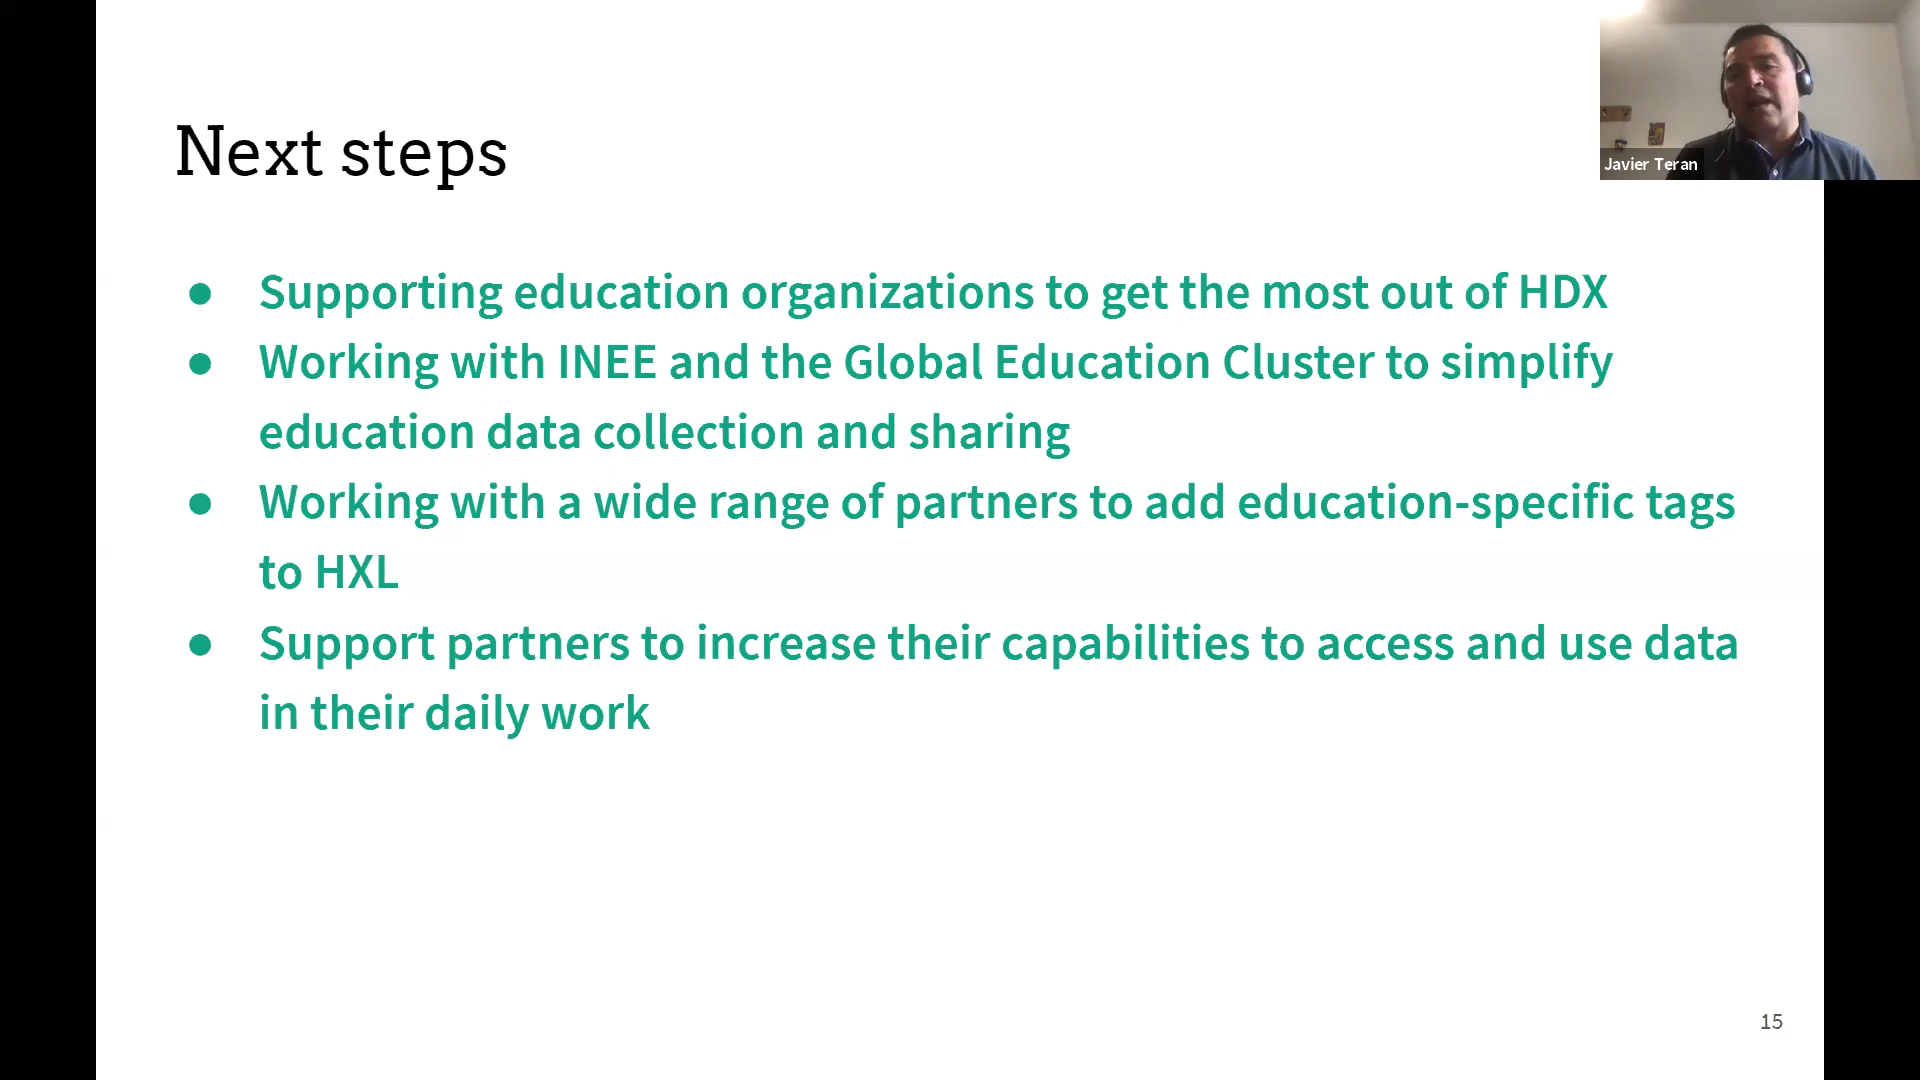 Next steps
Javier Teran
● Supporting education organizations to get the most out of HDX
● Working with INEE and the Global Education Cluster to simplify
education data collection and sharing
● Working with a wide range of partners to add education-specific tags
to HXL
● Support partners to increase their capabilities to access and use data
in their daily work
15